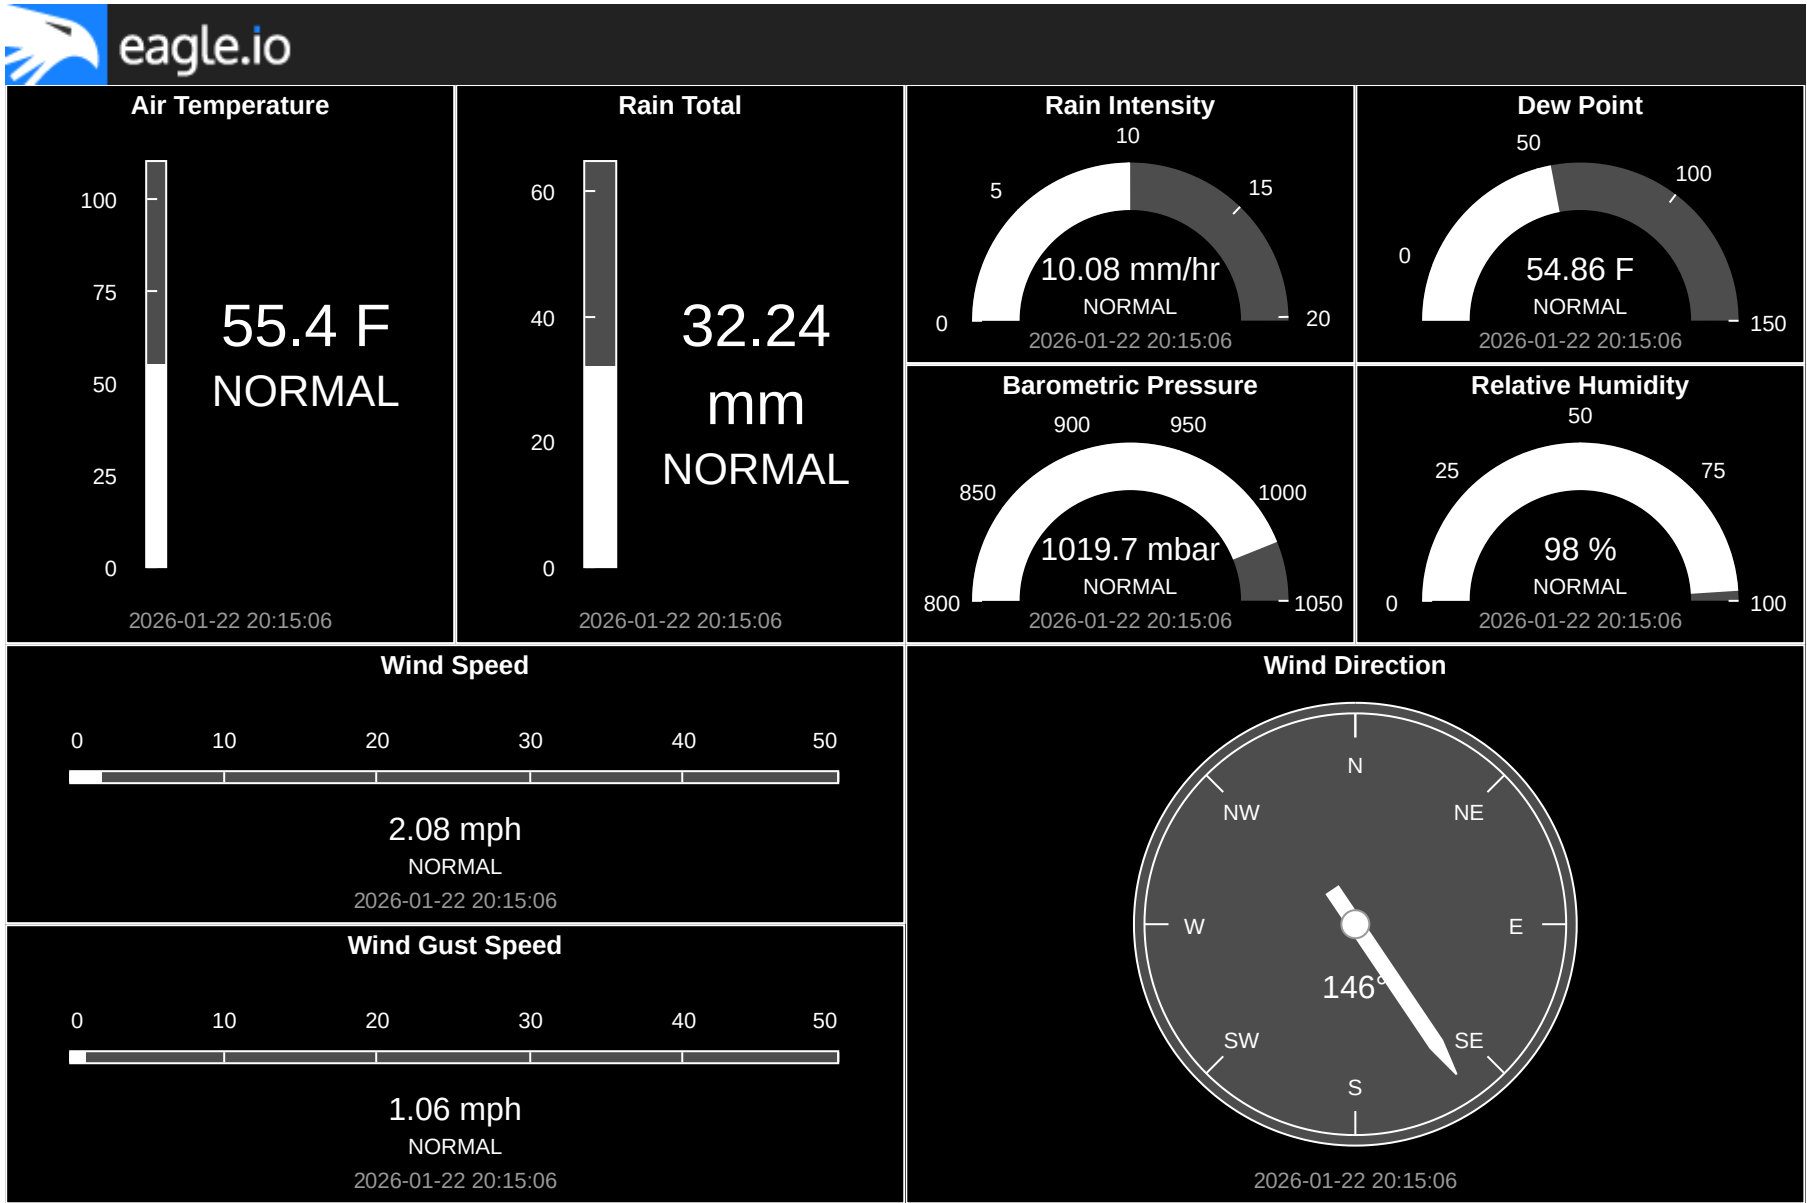 eagle.io
Air Temperature
100
75
50
25
0
55.4 F
NORMAL
2026-01-22 20:15:06
Rain Total
60
40
20
0
32.24
mm
NORMAL
2026-01-22 20:15:06
Rain Intensity
0
5
10
15
20
10.08 mm/hr
NORMAL
2026-01-22 20:15:06
Dew Point
0
50
100
150
54.86 F
NORMAL
2026-01-22 20:15:06
Barometric Pressure
800
850
900
950
1000
1050
1019.7 mbar
NORMAL
2026-01-22 20:15:06
Relative Humidity
0
25
50
75
100
98 %
NORMAL
2026-01-22 20:15:06
Wind Speed
0 10 20 30 40 50
2.08 mph
NORMAL
2026-01-22 20:15:06
Wind Gust Speed
0 10 20 30 40 50
1.06 mph
NORMAL
2026-01-22 20:15:06
Wind Direction
N
NW NE
W E
146°
SW SE
S
2026-01-22 20:15:06